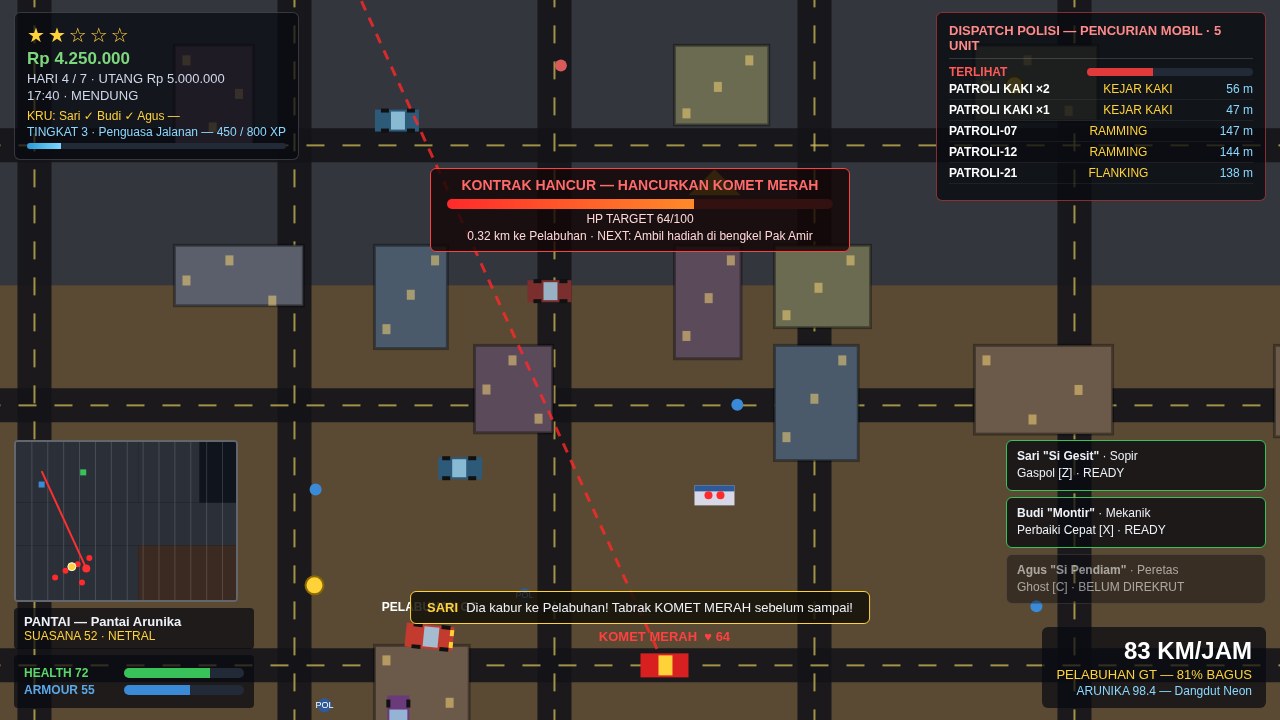 ★★☆☆☆
Rp 4.250.000
HARI 4 / 7 · UTANG Rp 5.000.000
17:40 · MENDUNG
KRU: Sari ✓ Budi ✓ Agus —
TINGKAT 3 · Penguasa Jalanan — 450 / 800 XP
DISPATCH POLISI — PENCURIAN MOBIL · 5
UNIT
TERLIHAT
PATROLI KAKI ×2 KEJAR KAKI 56 m
PATROLI KAKI ×1 KEJAR KAKI 47 m
PATROLI-07 RAMMING 147 m
PATROLI-12 RAMMING 144 m
PATROLI-21 FLANKING 138 m
KONTRAK HANCUR — HANCURKAN KOMET MERAH
HP TARGET 64/100
0.32 km ke Pelabuhan · NEXT: Ambil hadiah di bengkel Pak Amir
Sari "Si Gesit" · Sopir
Gaspol [Z] · READY
Budi "Montir" · Mekanik
Perbaiki Cepat [X] · READY
Agus "Si Pendiam" · Peretas
Ghost [C] · BELUM DIREKRUT
POL
SARI Dia kabur ke Pelabuhan! Tabrak KOMET MERAH sebelum sampai!
KOMET MERAH ♥ 64
PANTAI — Pantai Arunika
SUASANA 52 · NETRAL
HEALTH 72
ARMOUR 55
POL
83 KM/JAM
PELABUHAN GT — 81% BAGUS
ARUNIKA 98.4 — Dangdut Neon